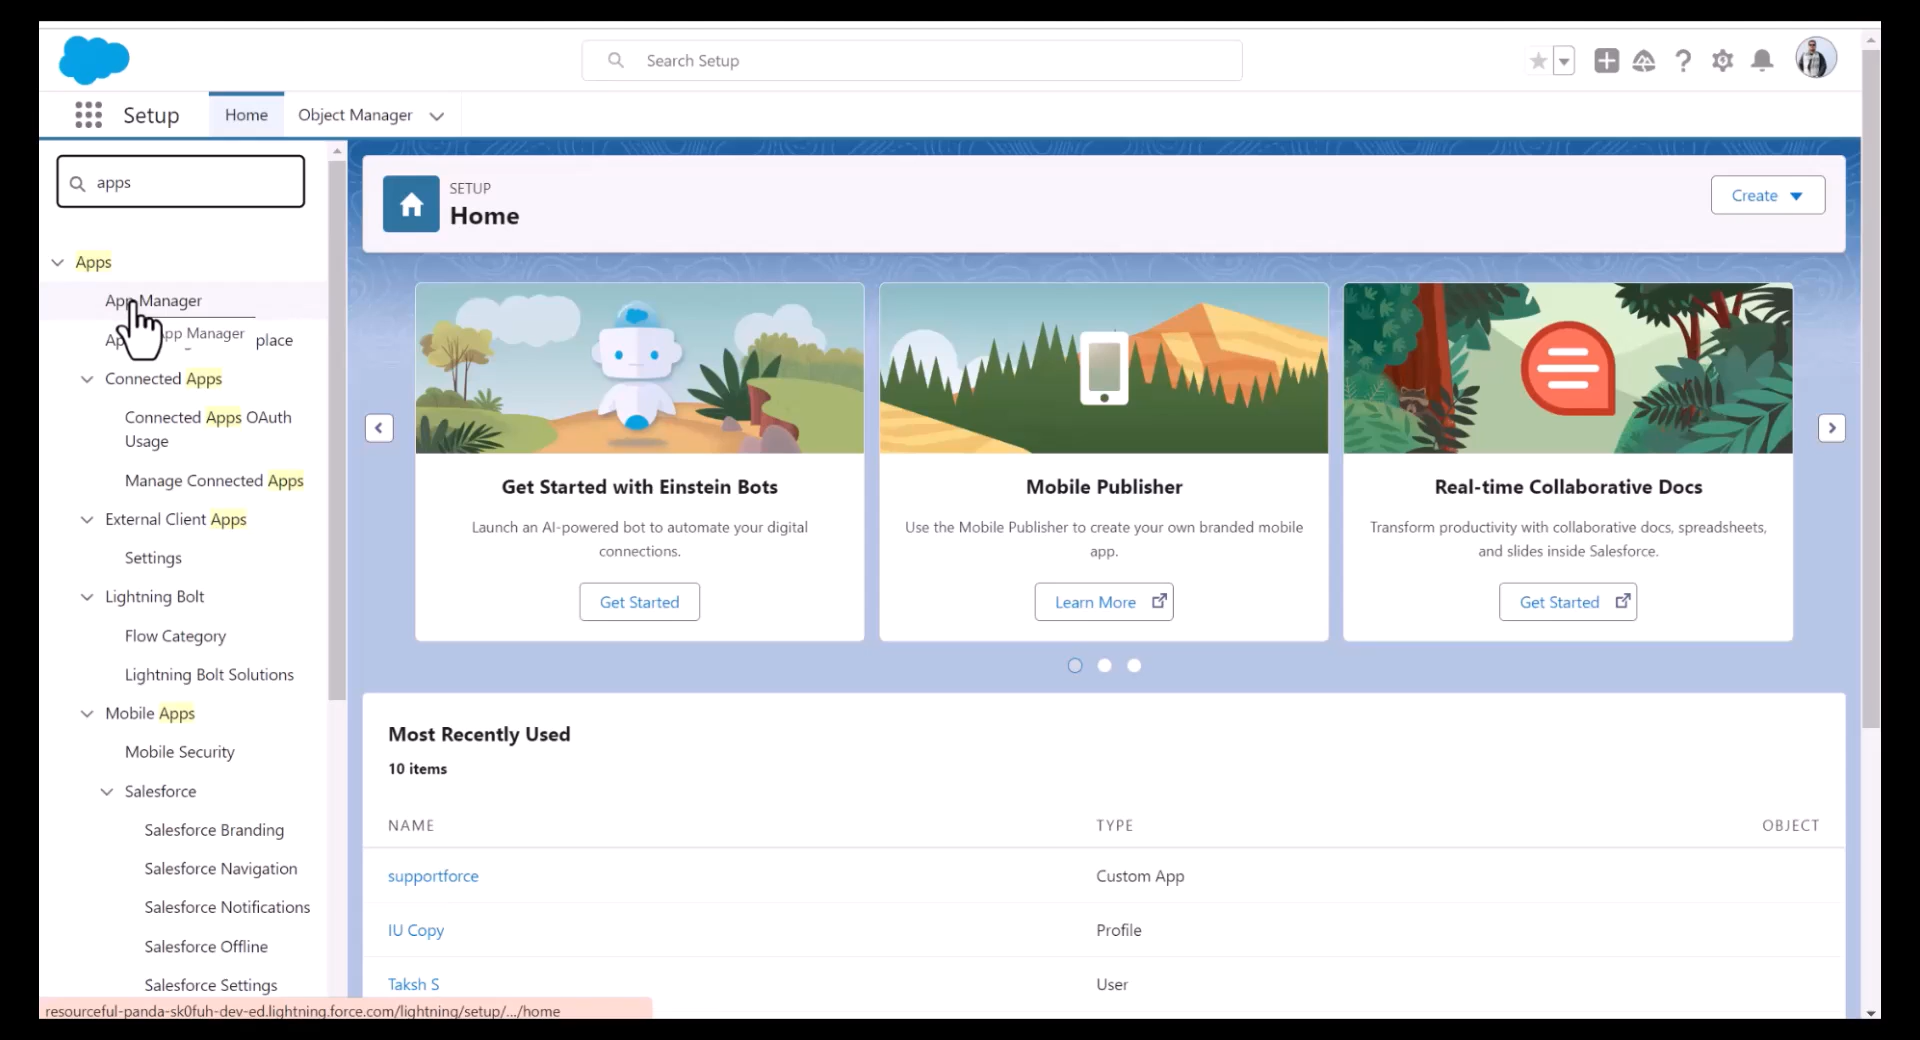 Search Setup
Setup
Home
Object Manager
apps
Apps
App Manager
App Manager
place
Connected Apps
Connected Apps OAuth
Usage
Manage Connected Apps
External Client Apps
Settings
Lightning Bolt
Flow Category
Lightning Bolt Solutions
Mobile Apps
Mobile Security
Salesforce
Salesforce Branding
Salesforce Navigation
Salesforce Notifications
Salesforce Offline
Salesforce Settings
resourceful-panda-sk0fuh-dev-ed.lightning.force.com/lightning/setup/.../home
SETUP
Home
Create
Get Started with Einstein Bots
Launch an AI-powered bot to automate your digital
connections.
Get Started
Mobile Publisher
Use the Mobile Publisher to create your own branded mobile
app.
Learn More
Real-time Collaborative Docs
Transform productivity with collaborative docs, spreadsheets,
and slides inside Salesforce.
Get Started
Most Recently Used
10 items
NAME TYPE OBJECT
supportforce Custom App
IU Copy Profile
Taksh S User